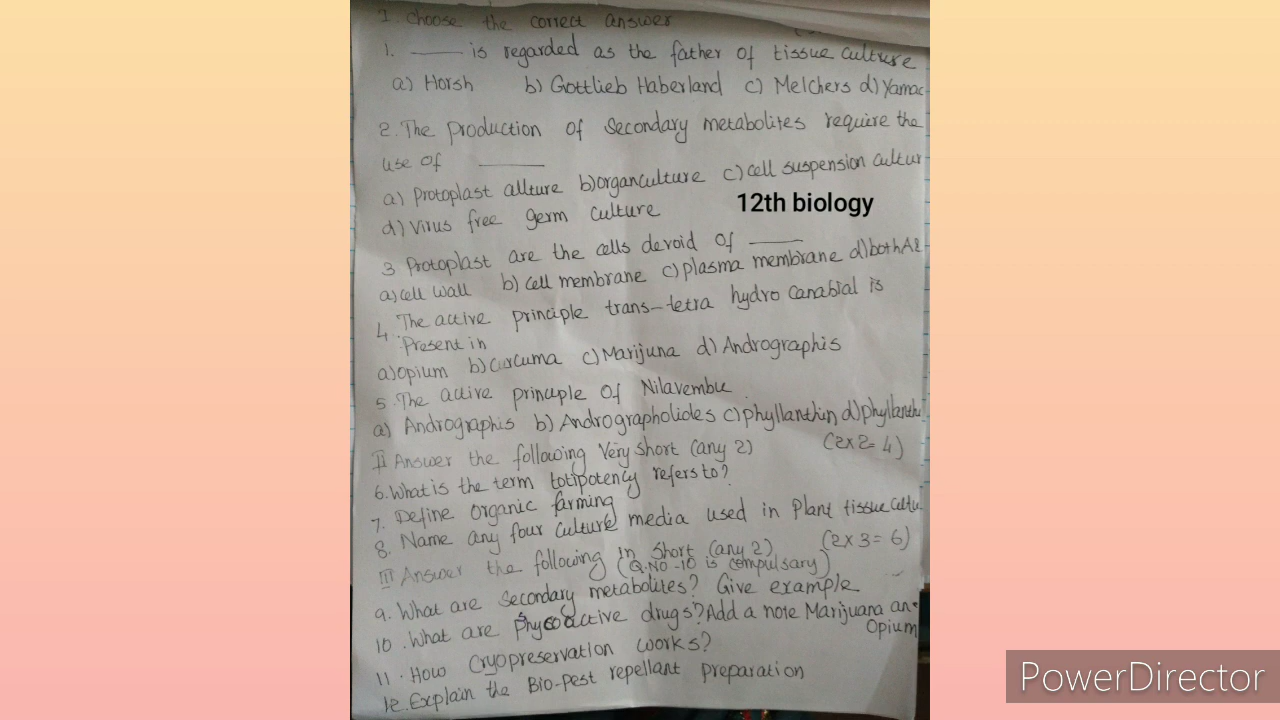 I. Choose the correct answer
1. ____ is regarded as the father of tissue culture
a) Horsh b) Gottlieb Haberland c) Melchers d) Yamac
2. The production of secondary metabolites require the
use of ____
a) Protoplast allture b) organculture c) cell suspension cultur
d) Virus free germ culture
12th biology
3 Protoplast are the cells devoid of ____
a) cell wall b) cell membrane c) plasma membrane d) both A &
4. The active principle trans-tetra hydro canabial is
Present in
a) opium b) curcuma c) Marijuna d) Andrographis
5. The active principle of Nilavembu
a) Andrographis b) Andrographolides c) phyllanthin d) phyllanthu
II Answer the following Very short (any 2) (2x2=4)
6. What is the term totipotency refers to?
7. Define organic farming
8. Name any four culture media used in Plant tissue cultu
III Answer the following in short (any 2) (2x3=6)
(Q.NO-10 is compulsary)
9. What are secondary metabolites? Give example
10. What are Phycoactive drugs? Add a note Marijuana an
Opium
11. How Cryopreservation works?
12. Explain the Bio-pest repellant preparation
PowerDirector